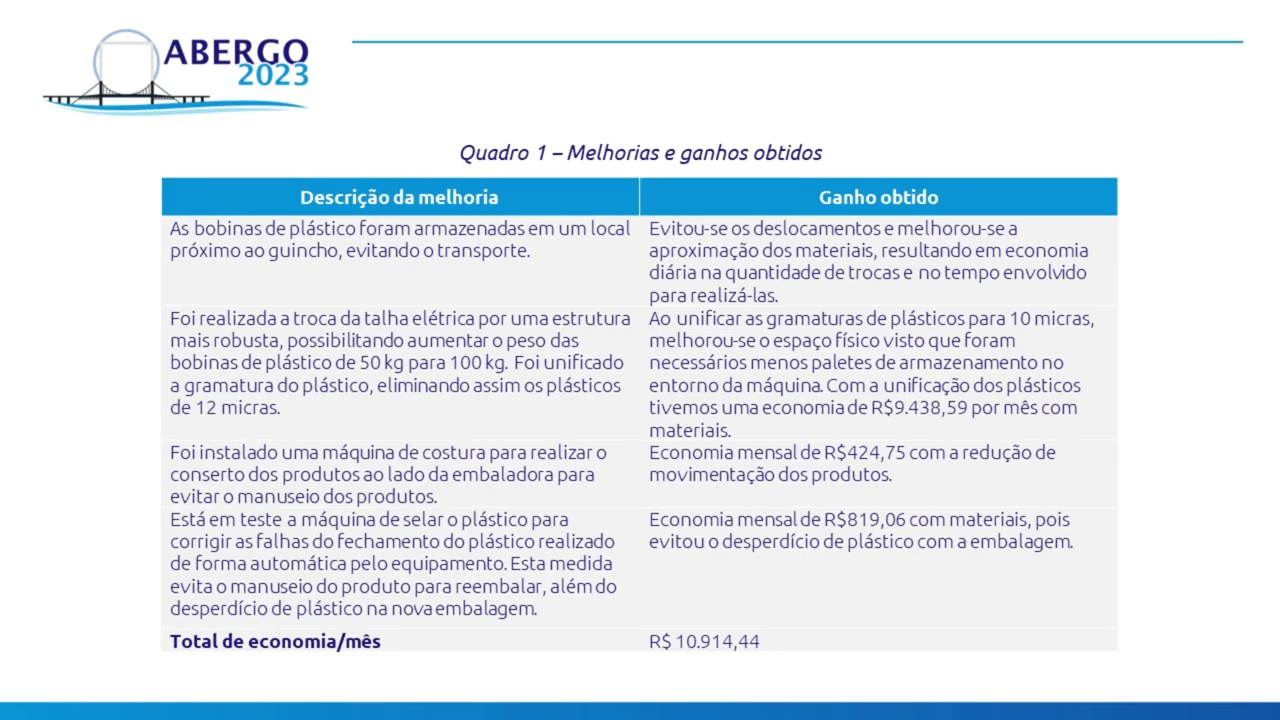 ABERGO
2023
Quadro 1 – Melhorias e ganhos obtidos
Descrição da melhoria
Ganho obtido
As bobinas de plástico foram armazenadas em um local
próximo ao guincho, evitando o transporte.
Evitou-se os deslocamentos e melhorou-se a
aproximação dos materiais, resultando em economia
diária na quantidade de trocas e no tempo envolvido
para realizá-las.
Foi realizada a troca da talha elétrica por uma estrutura
mais robusta, possibilitando aumentar o peso das
bobinas de plástico de 50 kg para 100 kg. Foi unificado
a gramatura do plástico, eliminando assim os plásticos
de 12 micras.
Ao unificar as gramaturas de plásticos para 10 micras,
melhorou-se o espaço físico visto que foram
necessários menos paletes de armazenamento no
entorno da máquina. Com a unificação dos plásticos
tivemos uma economia de R$9.438,59 por mês com
materiais.
Foi instalado uma máquina de costura para realizar o
conserto dos produtos ao lado da embaladora para
evitar o manuseio dos produtos.
Economia mensal de R$424,75 com a redução de
movimentação dos produtos.
Está em teste a máquina de selar o plástico para
corrigir as falhas do fechamento do plástico realizado
de forma automática pelo equipamento. Esta medida
evita o manuseio do produto para reembalar, além do
desperdício de plástico na nova embalagem.
Economia mensal de R$819,06 com materiais, pois
evitou o desperdício de plástico com a embalagem.
Total de economia/mês
R$ 10.914,44